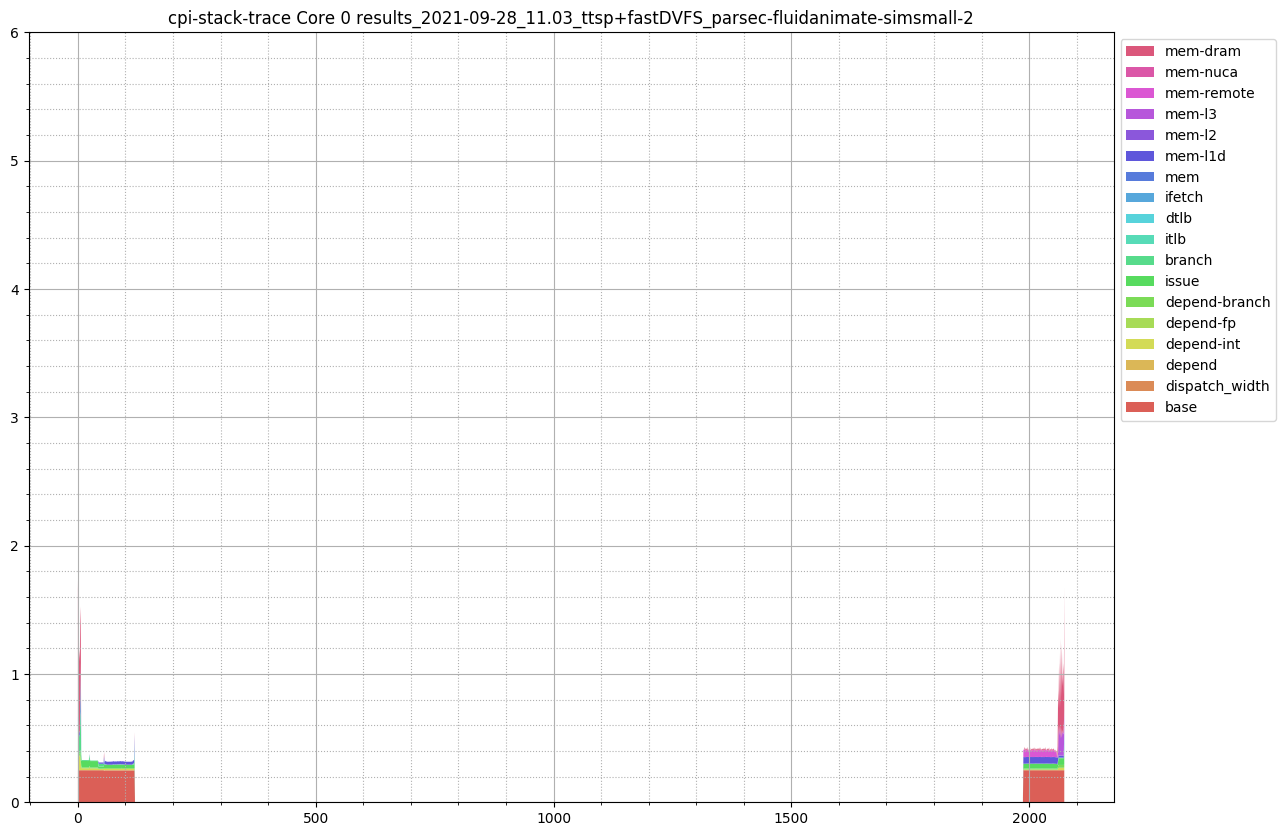 cpi-stack-trace Core 0 results_2021-09-28_11.03_ttsp+fastDVFS_parsec-fluidanimate-simsmall-2
6
5
4
3
2
1
0
0 500 1000 1500 2000
mem-dram
mem-nuca
mem-remote
mem-l3
mem-l2
mem-l1d
mem
ifetch
dtlb
itlb
branch
issue
depend-branch
depend-fp
depend-int
depend
dispatch_width
base